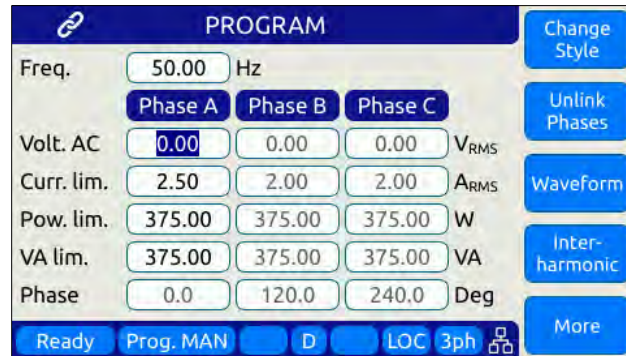 PROGRAM
Change
Style
Freq. 50.00 Hz
Phase A Phase B Phase C
Unlink
Phases
Volt. AC 0.00 0.00 0.00 VRMS
Curr. lim. 2.50 2.00 2.00 ARMS
Waveform
Pow. lim. 375.00 375.00 375.00 W
VA lim. 375.00 375.00 375.00 VA
Inter-
harmonic
Phase 0.0 120.0 240.0 Deg
More
Ready Prog. MAN D LOC 3ph